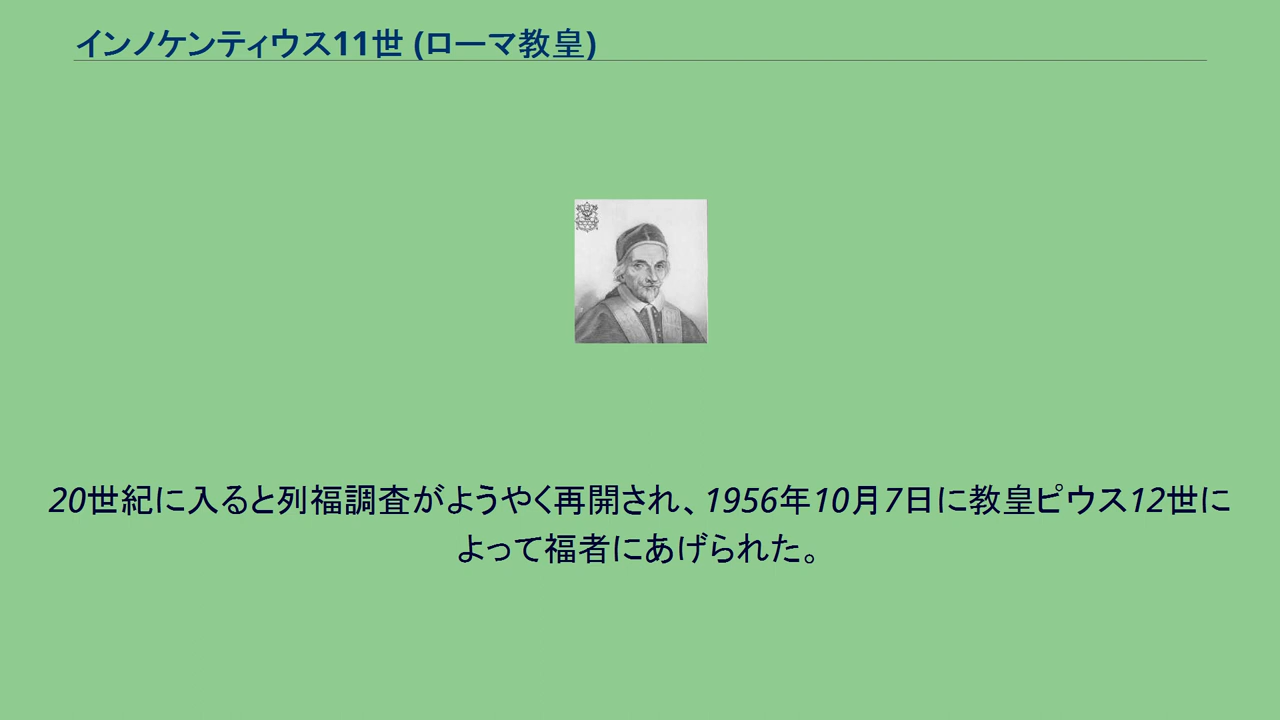 インノケンティウス11世 (ローマ教皇)
20世紀に入ると列福調査がようやく再開され、1956年10月7日に教皇ピウス12世に
よって福者にあげられた。